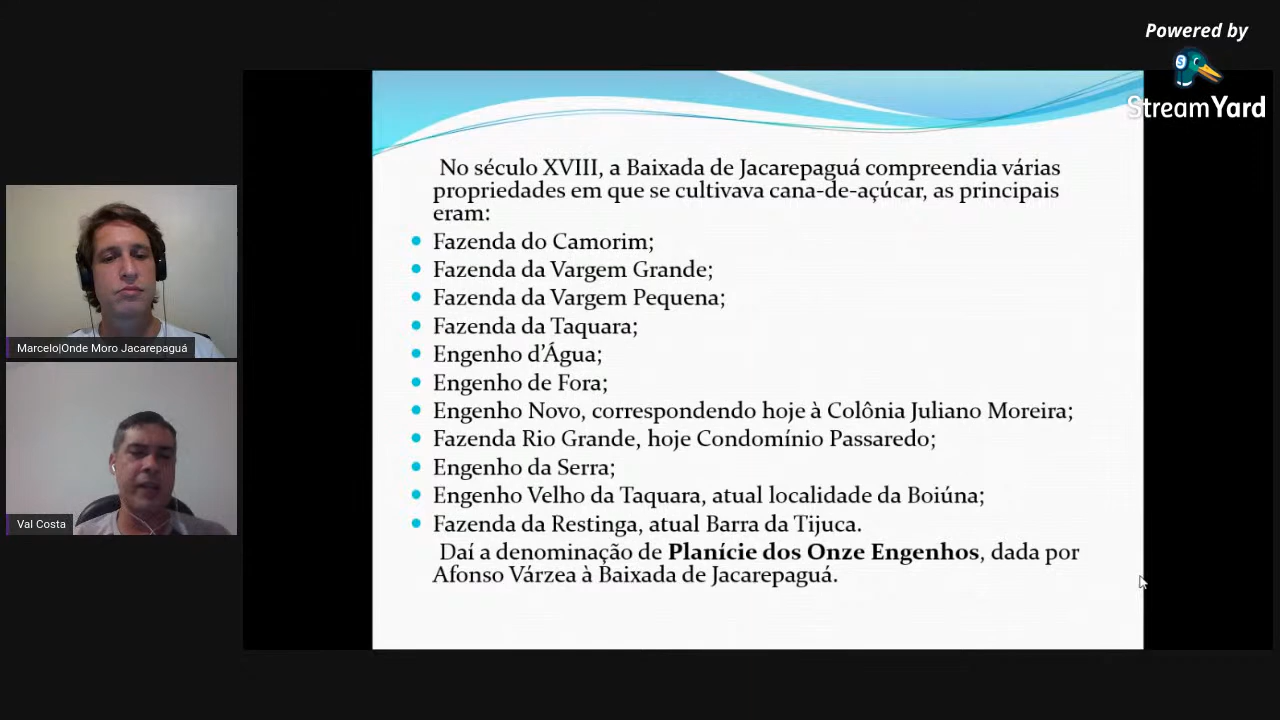 Powered by
StreamYard
No século XVIII, a Baixada de Jacarepaguá compreendia várias
propriedades em que se cultivava cana-de-açúcar, as principais
eram:
Fazenda do Camorim;
Fazenda da Vargem Grande;
Fazenda da Vargem Pequena;
Fazenda da Taquara;
Engenho d’Água;
Engenho de Fora;
Engenho Novo, correspondendo hoje à Colônia Juliano Moreira;
Fazenda Rio Grande, hoje Condomínio Passaredo;
Engenho da Serra;
Engenho Velho da Taquara, atual localidade da Boiúna;
Fazenda da Restinga, atual Barra da Tijuca.
Daí a denominação de Planície dos Onze Engenhos, dada por
Afonso Várzea à Baixada de Jacarepaguá.
Marcelo|Onde Moro Jacarepaguá
Val Costa